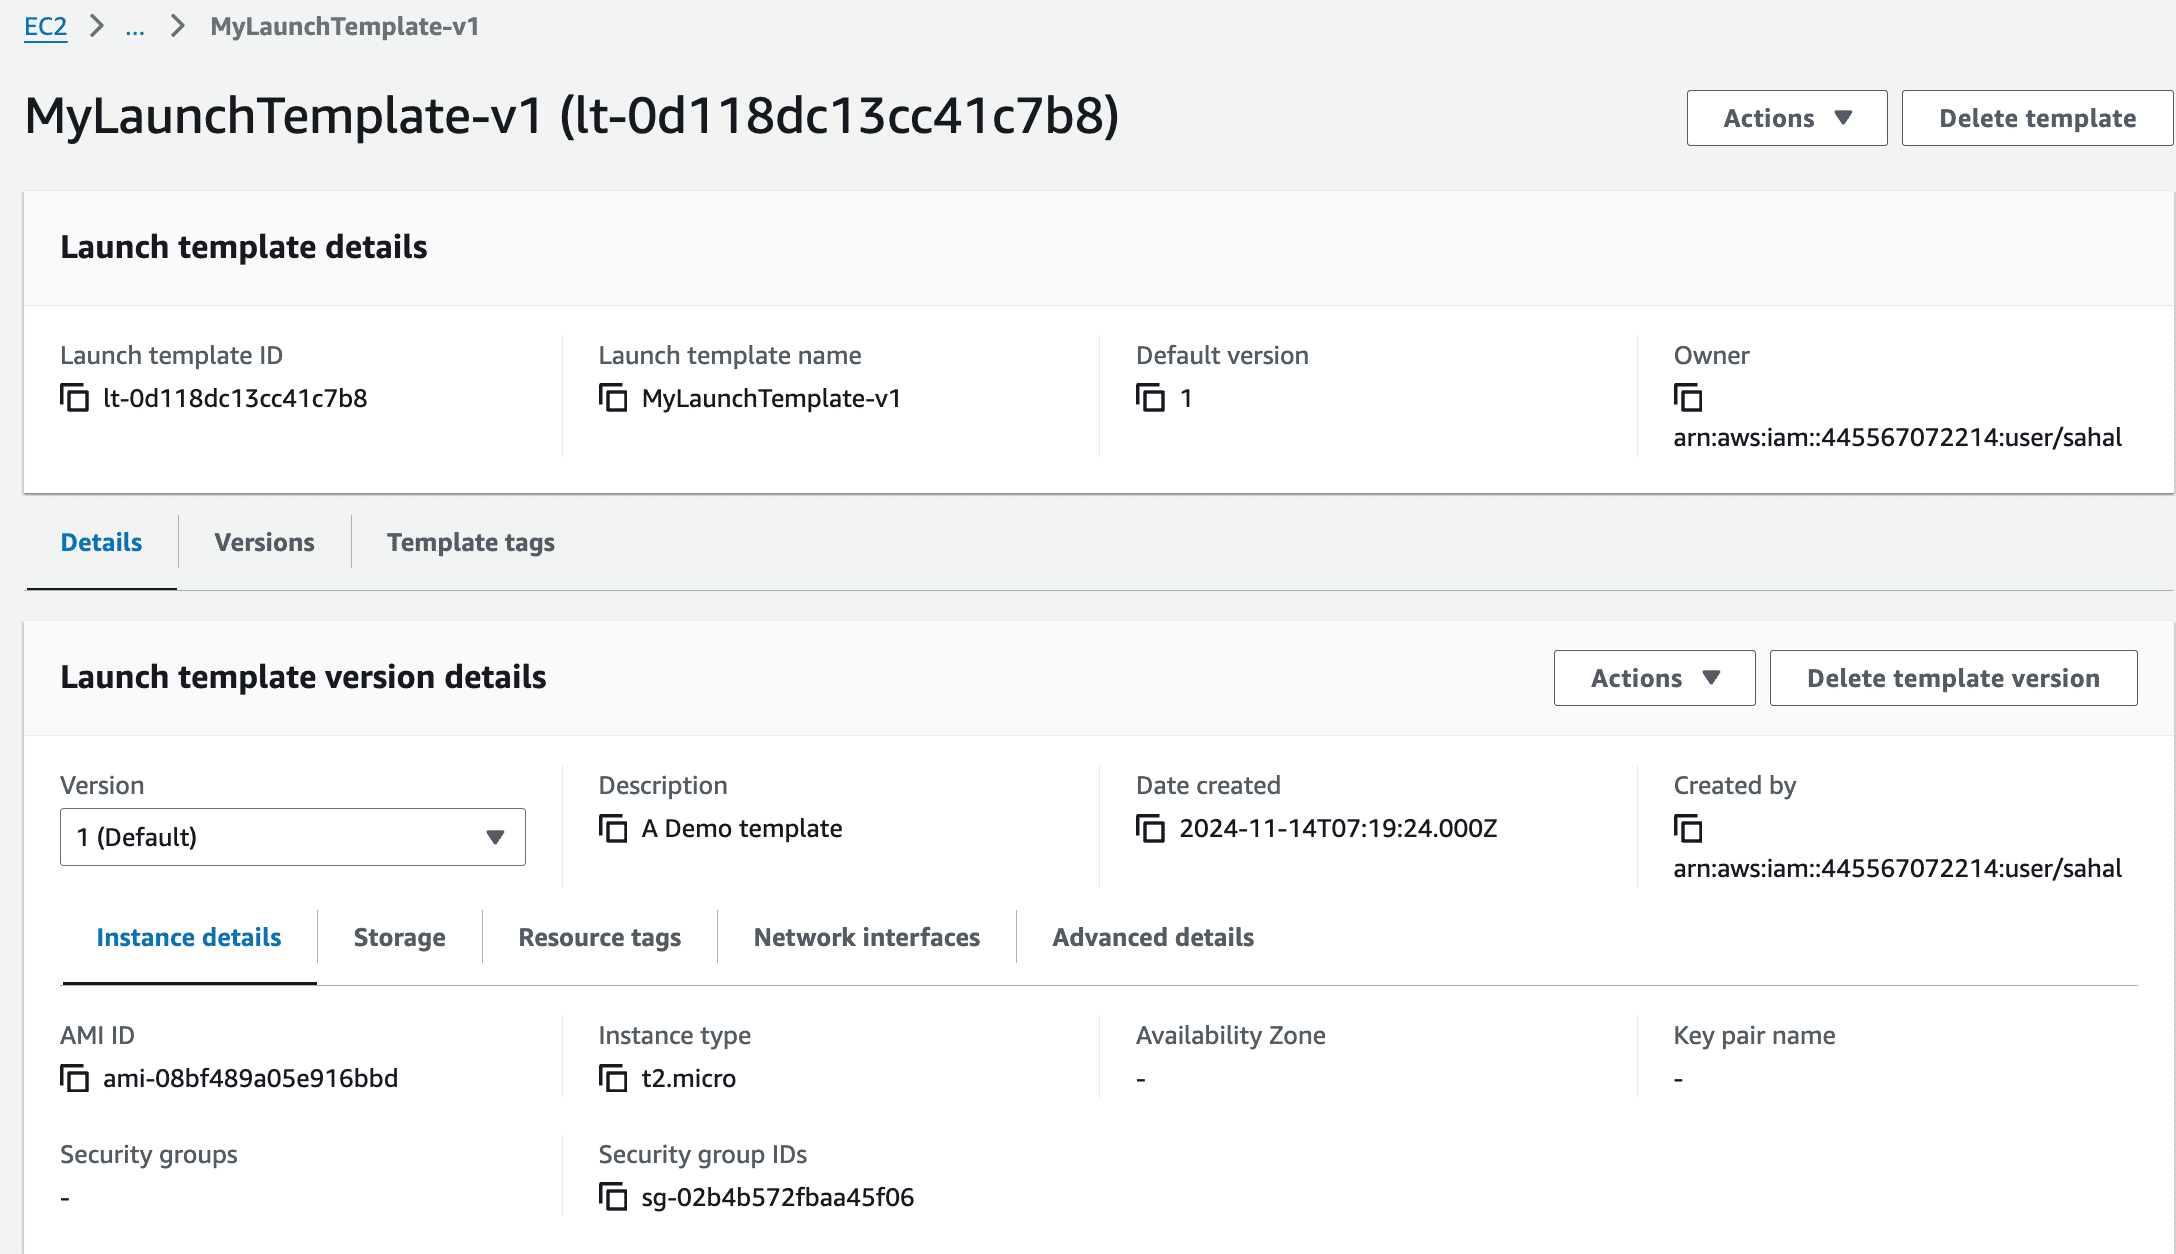 EC2 > ... > MyLaunchTemplate-v1
MyLaunchTemplate-v1 (lt-0d118dc13cc41c7b8)
Actions
Delete template
Launch template details
Launch template ID
lt-0d118dc13cc41c7b8
Launch template name
MyLaunchTemplate-v1
Default version
1
Owner
arn:aws:iam::445567072214:user/sahal
Details
Versions
Template tags
Launch template version details
Actions
Delete template version
Version
1 (Default)
Description
A Demo template
Date created
2024-11-14T07:19:24.000Z
Created by
arn:aws:iam::445567072214:user/sahal
Instance details
Storage
Resource tags
Network interfaces
Advanced details
AMI ID
ami-08bf489a05e916bbd
Instance type
t2.micro
Availability Zone
-
Key pair name
-
Security groups
-
Security group IDs
sg-02b4b572fbaa45f06